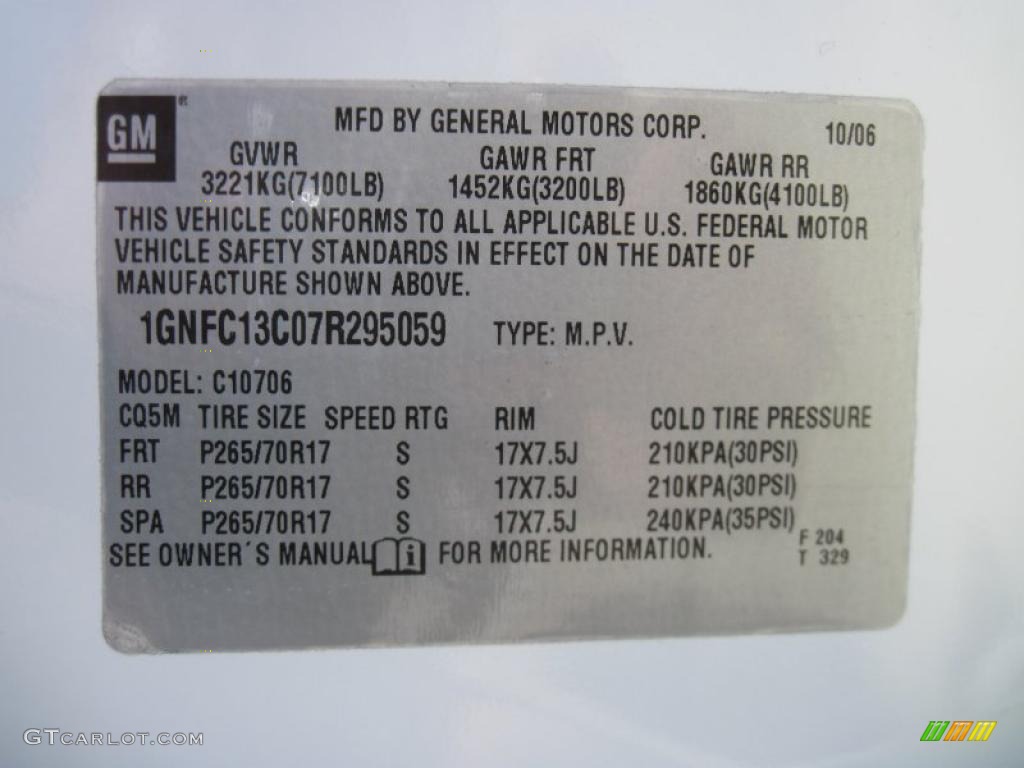 GM®
MFD BY GENERAL MOTORS CORP. 10/06
GVWR GAWR FRT GAWR RR
3221KG(7100LB) 1452KG(3200LB) 1860KG(4100LB)
THIS VEHICLE CONFORMS TO ALL APPLICABLE U.S. FEDERAL MOTOR
VEHICLE SAFETY STANDARDS IN EFFECT ON THE DATE OF
MANUFACTURE SHOWN ABOVE.
1GNFC13C07R295059 TYPE: M.P.V.
MODEL: C10706
CQ5M TIRE SIZE SPEED RTG RIM COLD TIRE PRESSURE
FRT P265/70R17 S 17X7.5J 210KPA(30PSI)
RR P265/70R17 S 17X7.5J 210KPA(30PSI)
SPA P265/70R17 S 17X7.5J 240KPA(35PSI)
F 204
SEE OWNER´S MANUAL i FOR MORE INFORMATION. T 329
GTCARLOT.COM